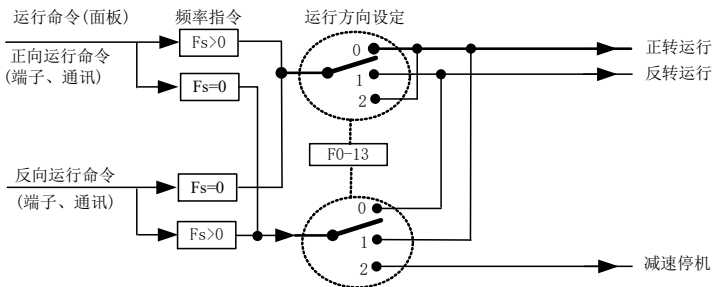 运行命令(面板)
频率指令
运行方向设定
正向运行命令
(端子、通讯)
Fs>0
Fs=0
0
1
2
正转运行
反转运行
F0-13
反向运行命令
(端子、通讯)
Fs=0
Fs>0
0
1
2
减速停机